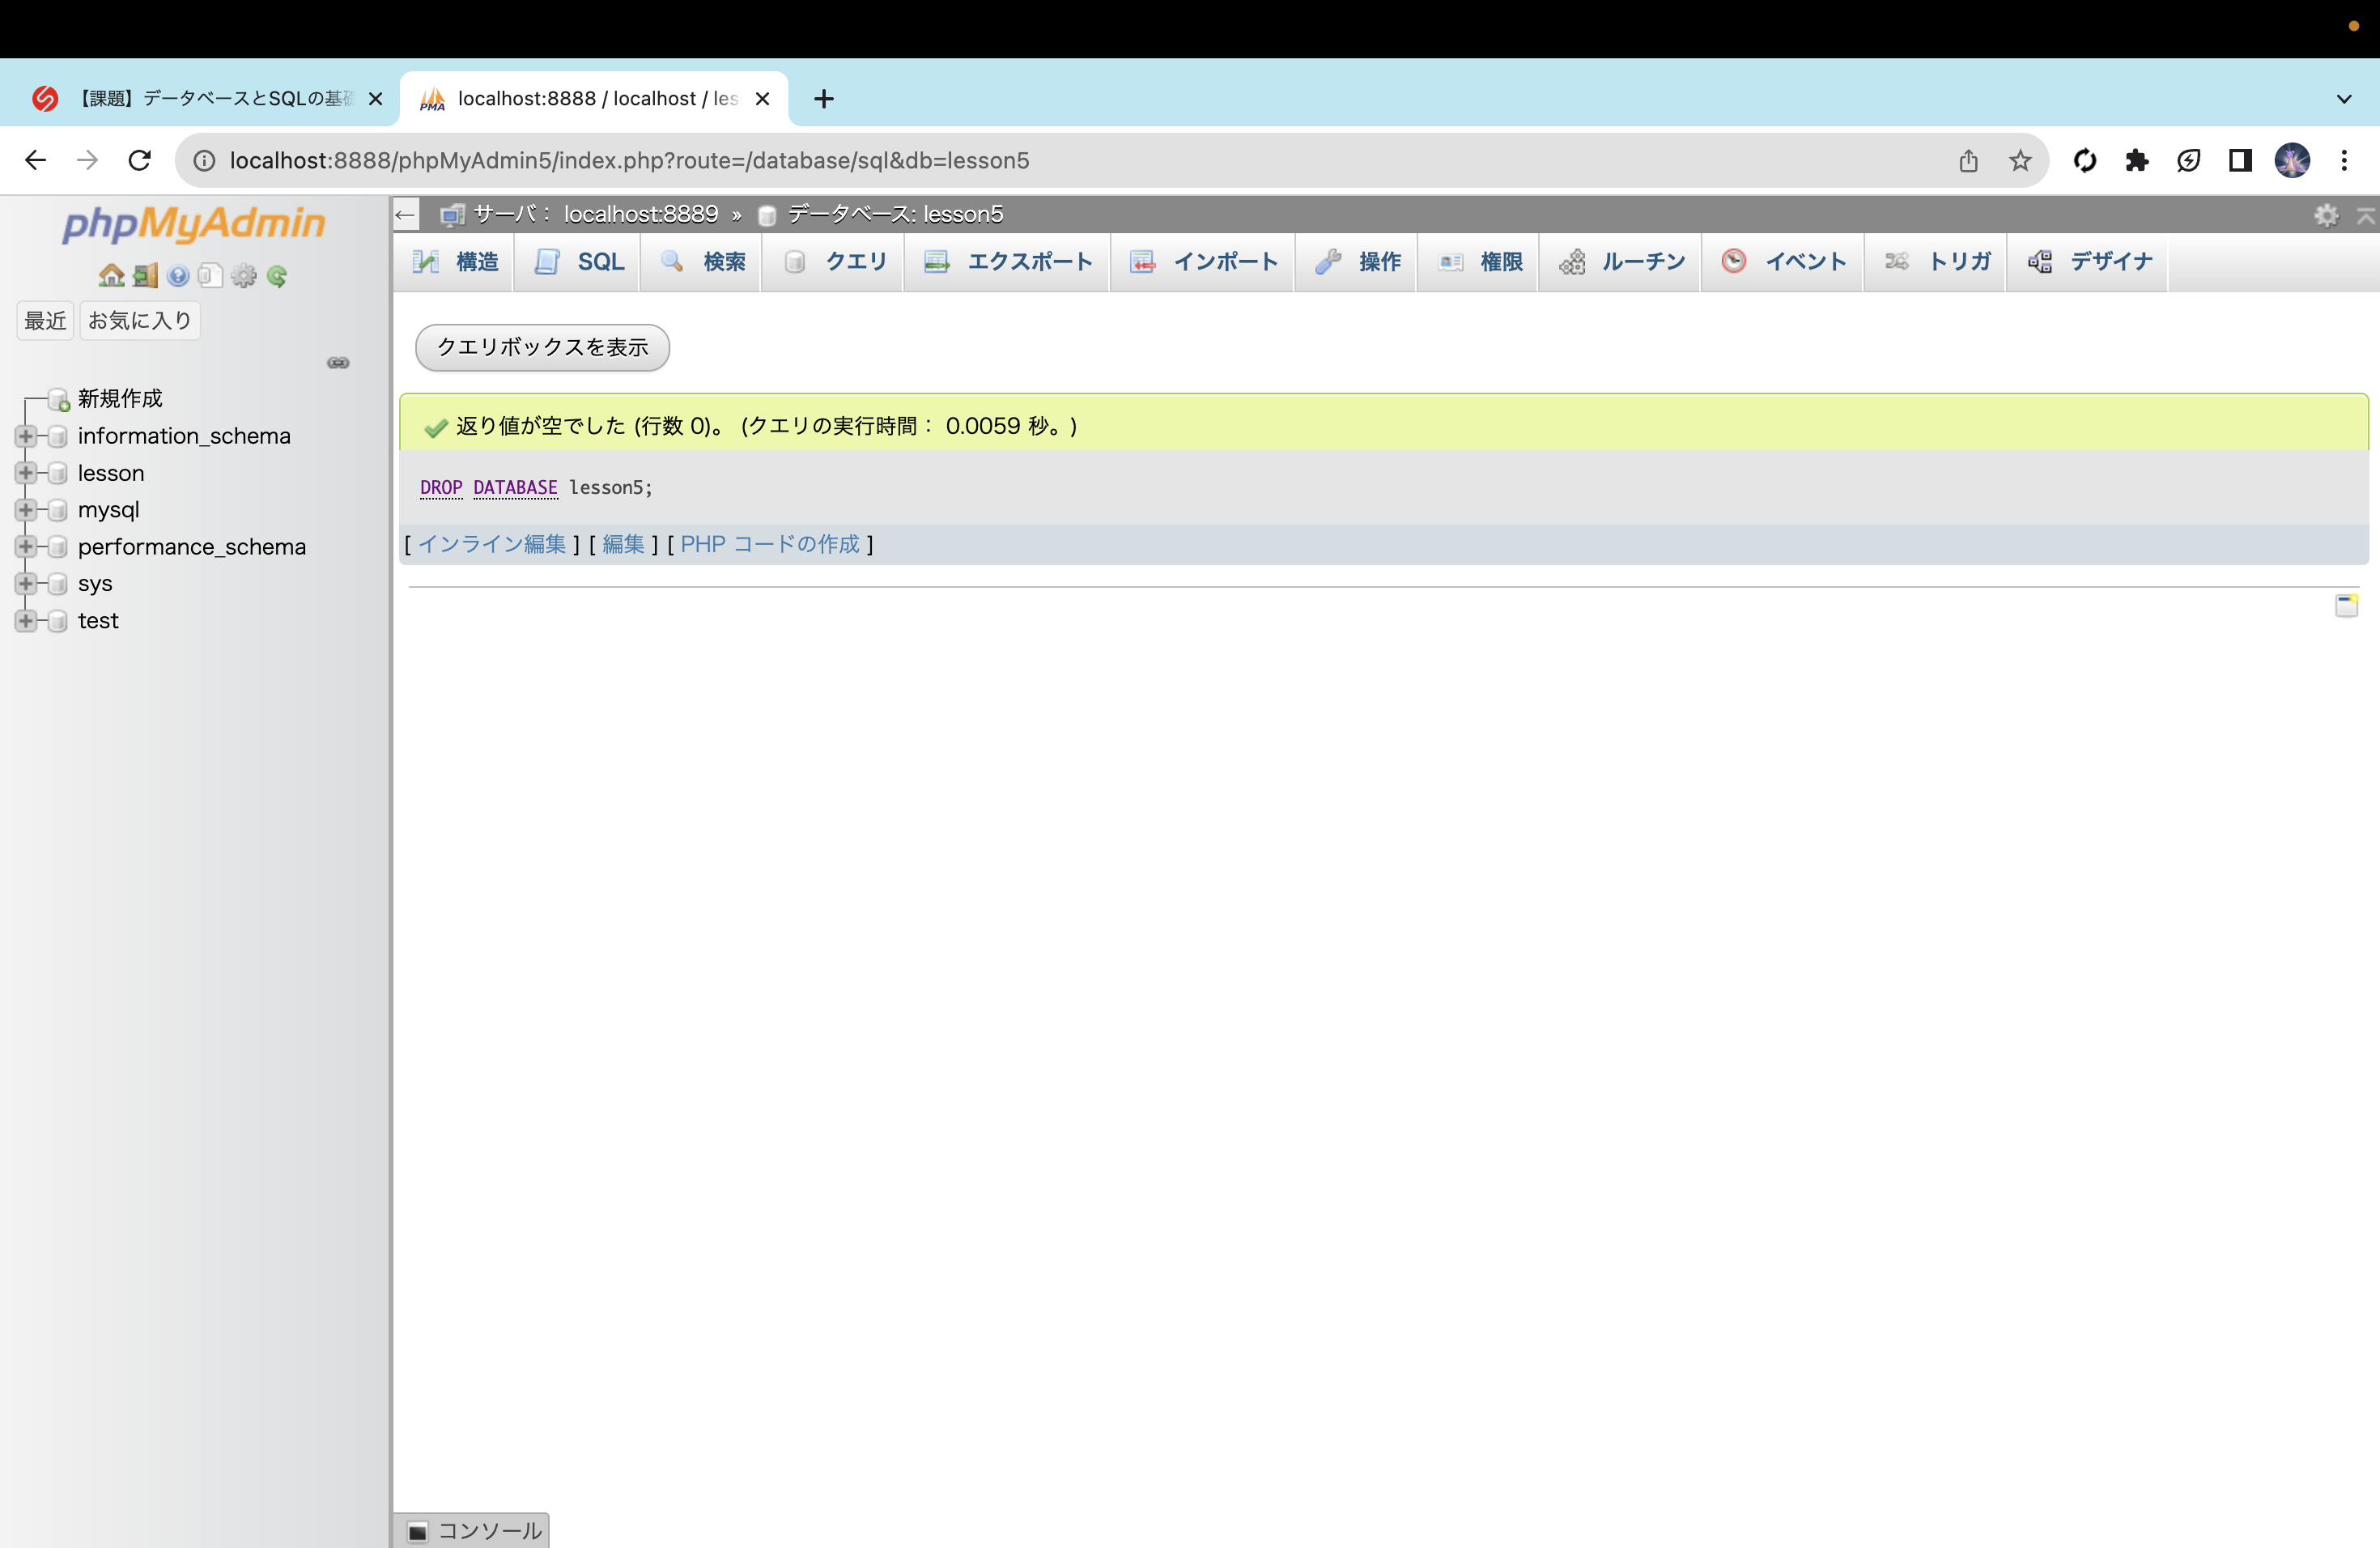 【課題】データベースとSQLの基礎
localhost:8888 / localhost / les
localhost:8888/phpMyAdmin5/index.php?route=/database/sql&db=lesson5
phpMyAdmin
最近 お気に入り
新規作成
information_schema
lesson
mysql
performance_schema
sys
test
サーバ： localhost:8889 » データベース: lesson5
構造 SQL 検索 クエリ エクスポート インポート 操作 権限 ルーチン イベント トリガ デザイナ
クエリボックスを表示
返り値が空でした (行数 0)。 (クエリの実行時間： 0.0059 秒。)
DROP DATABASE lesson5;
[ インライン編集 ] [ 編集 ] [ PHP コードの作成 ]
コンソール